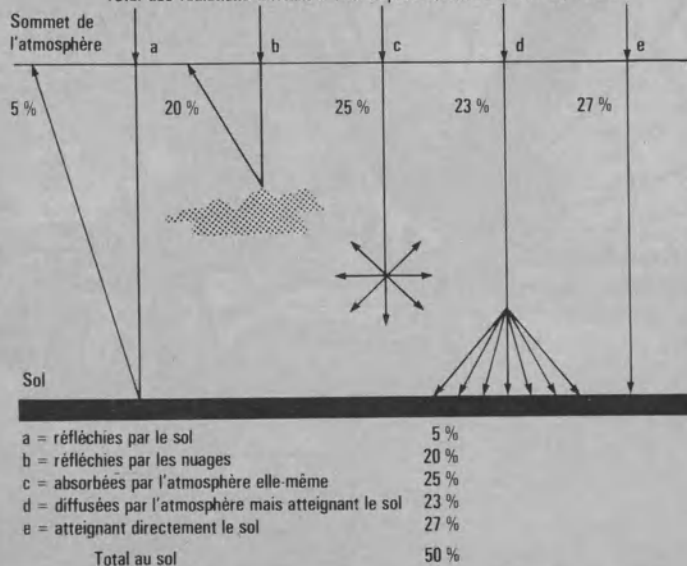 Sommet de
l'atmosphère
a b c d e
5 % 20 % 25 % 23 % 27 %
Sol
a = réfléchies par le sol 5 %
b = réfléchies par les nuages 20 %
c = absorbées par l'atmosphère elle-même 25 %
d = diffusées par l'atmosphère mais atteignant le sol 23 %
e = atteignant directement le sol 27 %
Total au sol 50 %